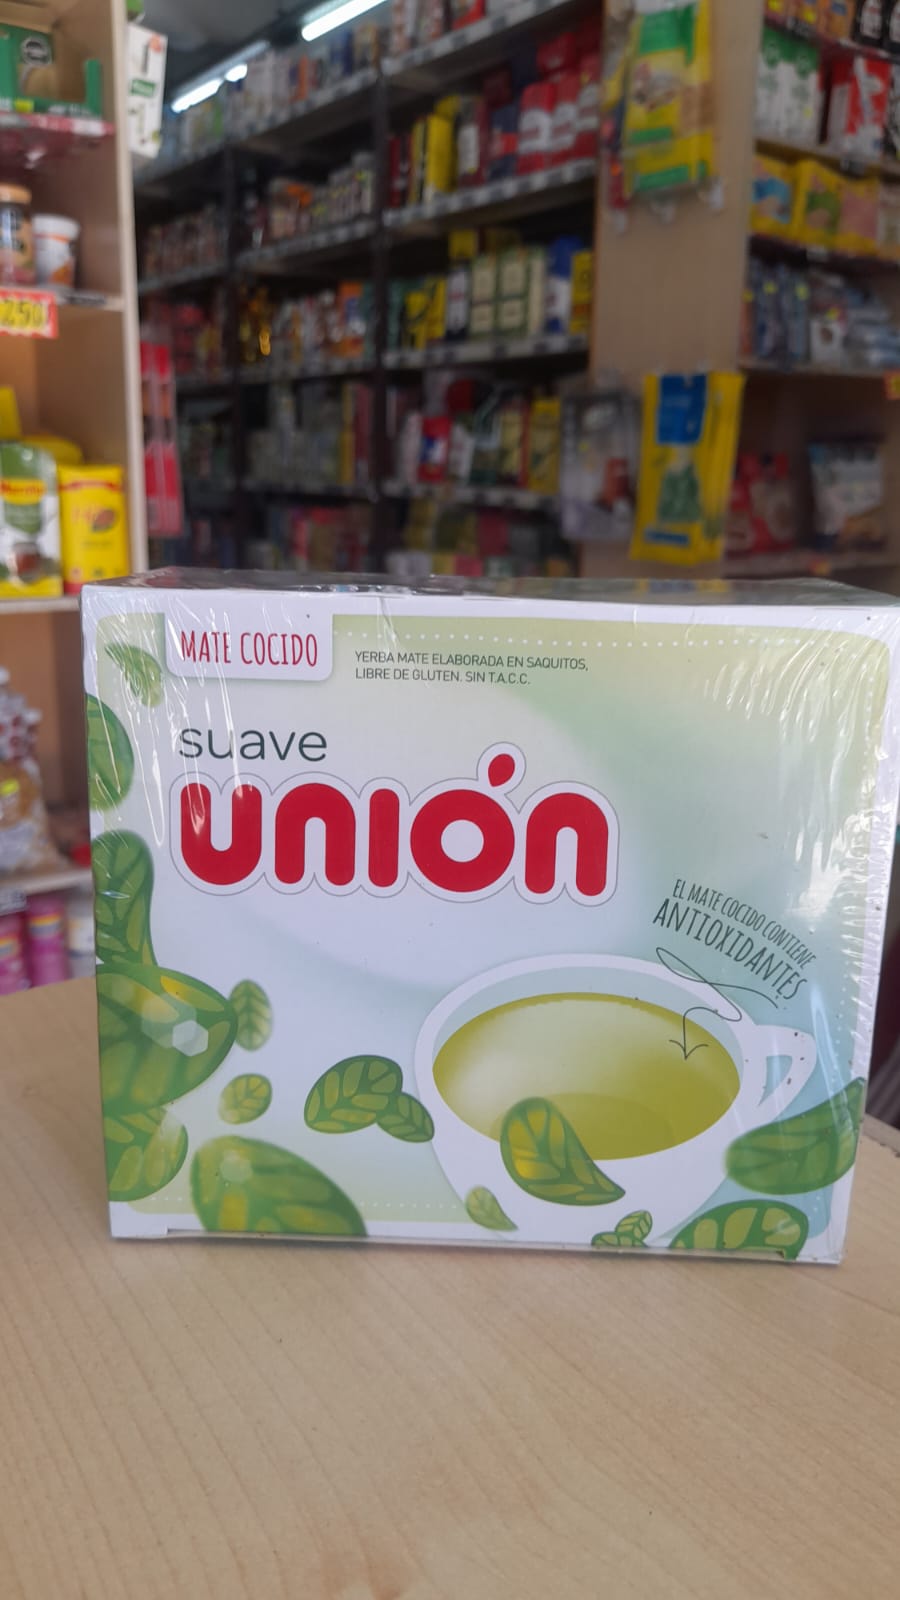 MATE COCIDO
YERBA MATE ELABORADA EN SAQUITOS,
LIBRE DE GLUTEN. SIN T.A.C.C.
suave
unión
EL MATE COCIDO CONTIENE
ANTIOXIDANTES